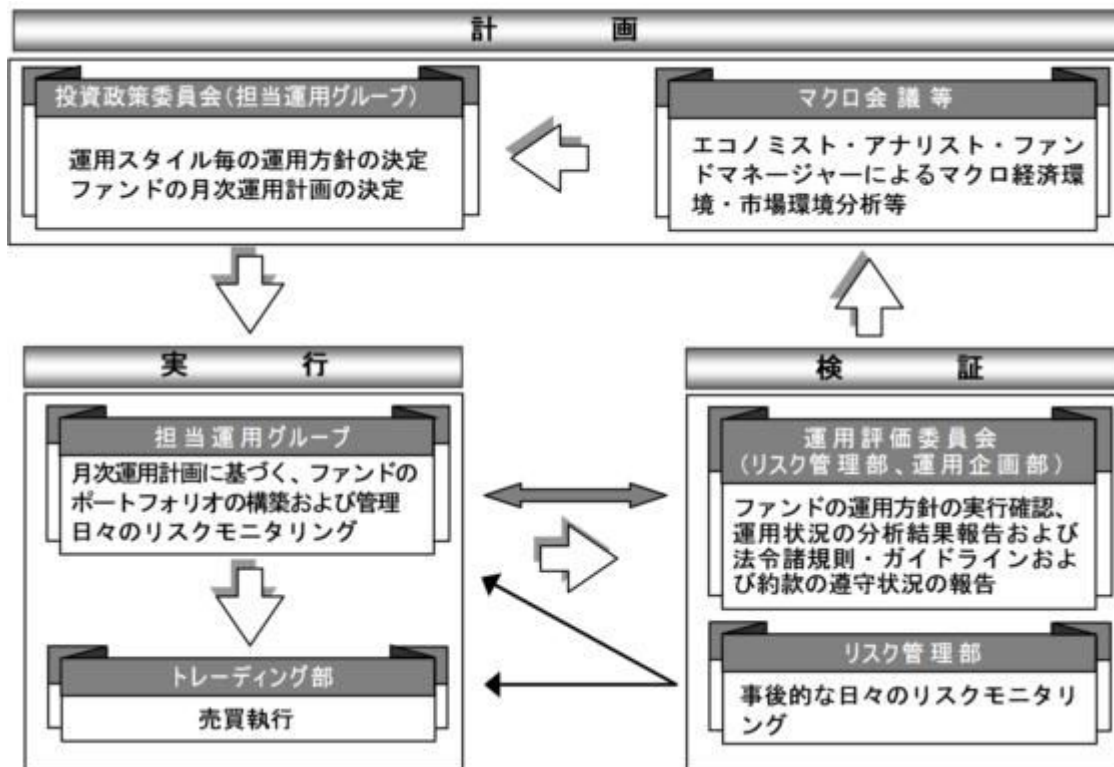 計画
投資政策委員会(担当運用グループ)
運用スタイル毎の運用方針の決定
ファンドの月次運用計画の決定
マクロ会議等
エコノミスト・アナリスト・ファン
ドマネージャーによるマクロ経済環
境・市場環境分析等
実行
担当運用グループ
月次運用計画に基づく、ファンドの
ポートフォリオの構築および管理
日々のリスクモニタリング
トレーディング部
売買執行
検証
運用評価委員会
(リスク管理部、運用企画部)
ファンドの運用方針の実行確認、
運用状況の分析結果報告および
法令諸規則・ガイドラインおよ
び約款の遵守状況の報告
リスク管理部
事後的な日々のリスクモニタリ
ング